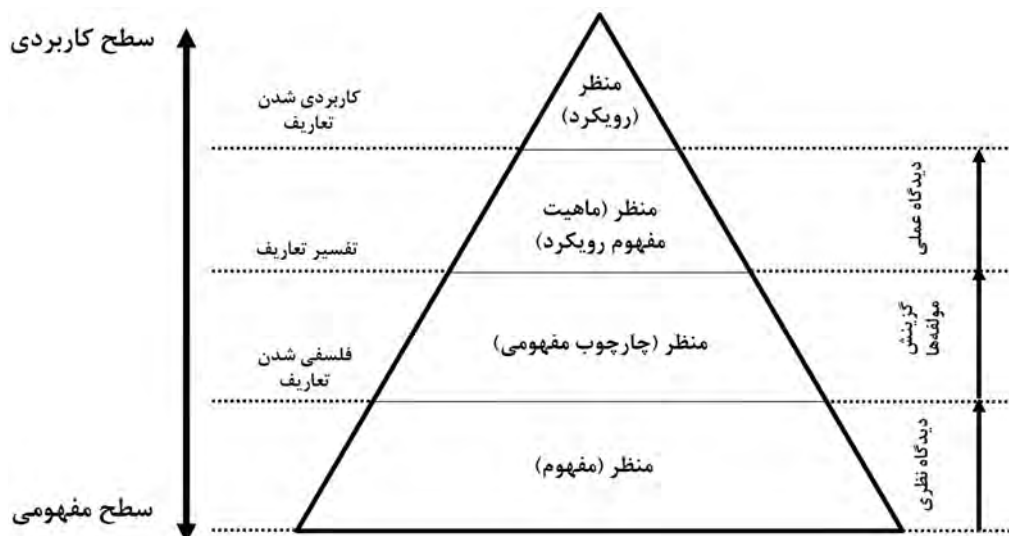 سطح کاربردی
منظر
(رویکرد)
کاربردی شدن
تعاریف
دیدگاه عملی
منظر (ماهیت
مفهوم رویکرد)
تفسیر تعاریف
گزینش
مولفه‌ها
منظر (چارچوب مفهومی)
فلسفی شدن
تعاریف
دیدگاه نظری
منظر (مفهوم)
سطح مفهومی